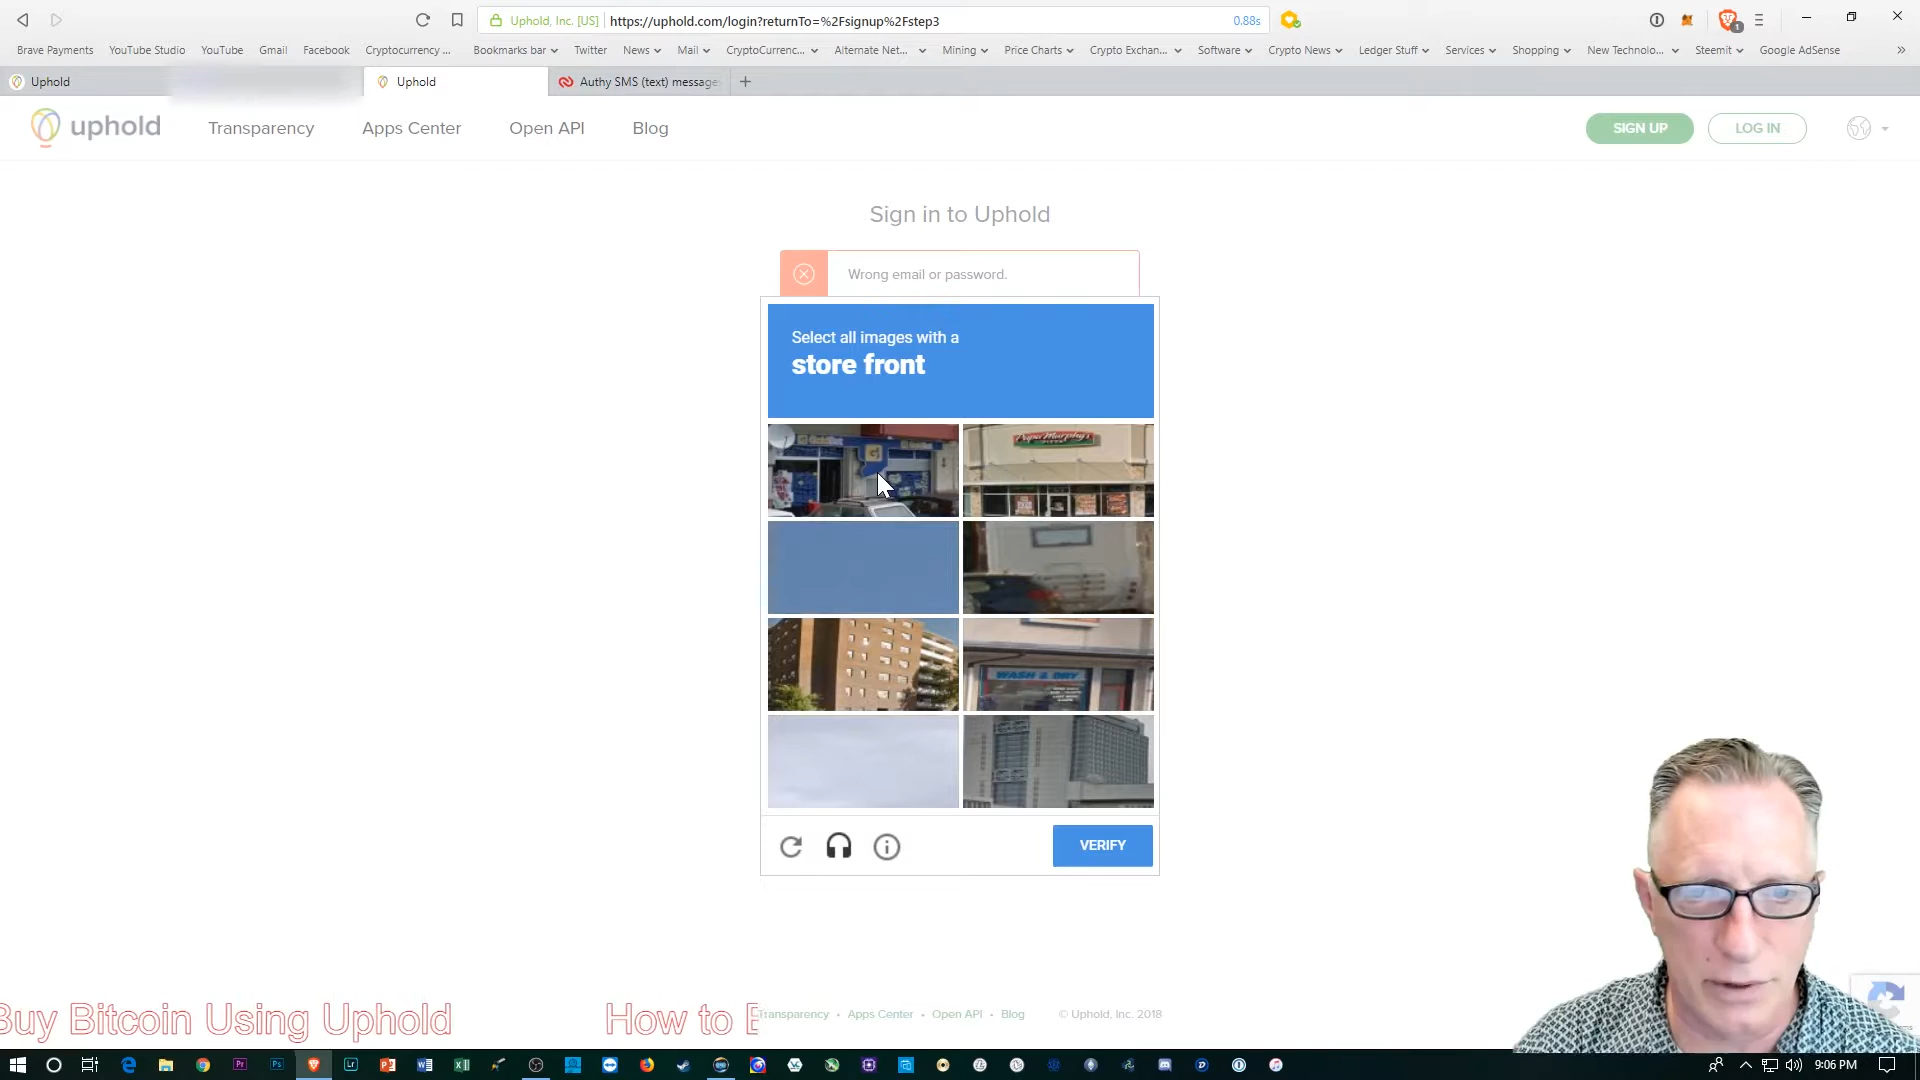 Uphold, Inc. [US] https://uphold.com/login?returnTo=%2Fsignup%2Fstep3 0.88s
Brave Payments YouTube Studio YouTube Gmail Facebook Cryptocurrency ... Bookmarks bar Twitter News Mail CryptoCurrenc... Alternate Net... Mining Price Charts Crypto Exchan... Software Crypto News Ledger Stuff Services Shopping New Technolo... Steemit Google AdSense »
Uphold Uphold Authy SMS (text) messages +
uphold Transparency Apps Center Open API Blog SIGN UP LOG IN
Sign in to Uphold
Wrong email or password.
Select all images with a
store front
Papa Murphy's
WASH & DRY
VERIFY
Buy Bitcoin Using Uphold How to
Transparency • Apps Center • Open API • Blog © Uphold, Inc. 2018
9:06 PM